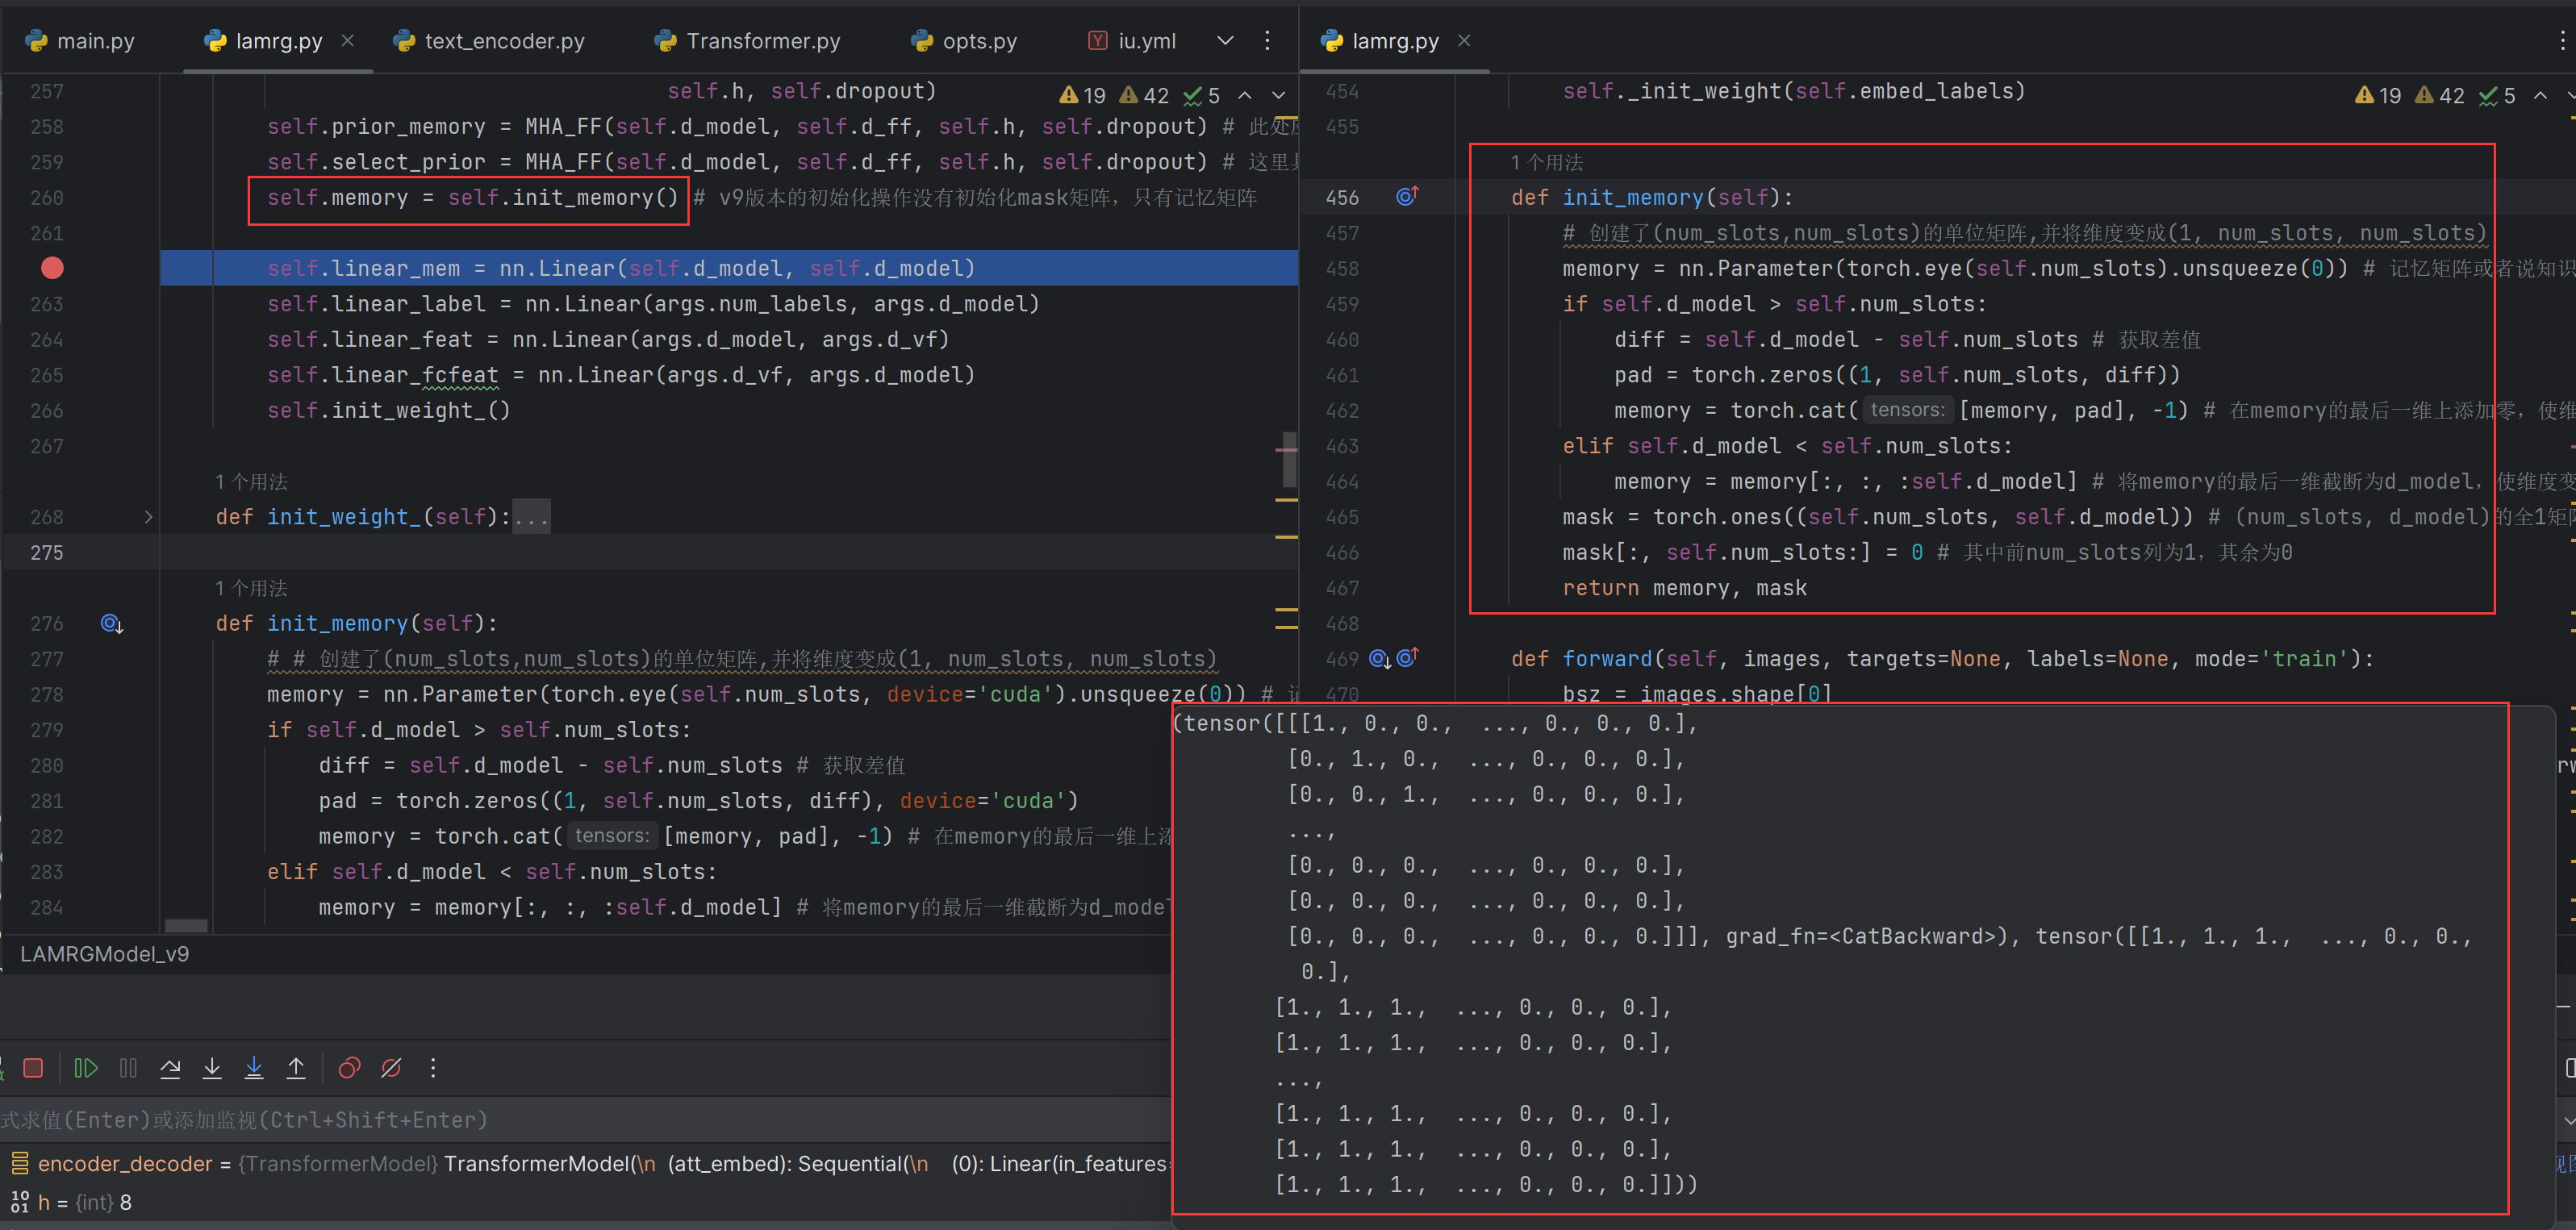 main.py lamrg.py text_encoder.py Transformer.py opts.py iu.yml
257 self.h, self.dropout) 19 42 5
258 self.prior_memory = MHA_FF(self.d_model, self.d_ff, self.h, self.dropout) # 此处应
259 self.select_prior = MHA_FF(self.d_model, self.d_ff, self.h, self.dropout) # 这里
260 self.memory = self.init_memory() # v9版本的初始化操作没有初始化mask矩阵，只有记忆矩阵
261
self.linear_mem = nn.Linear(self.d_model, self.d_model)
263 self.linear_label = nn.Linear(args.num_labels, args.d_model)
264 self.linear_feat = nn.Linear(args.d_model, args.d_vf)
265 self.linear_fcfeat = nn.Linear(args.d_vf, args.d_model)
266 self.init_weight_()
267
1 个用法
268 def init_weight_(self):...
275
1 个用法
276 def init_memory(self):
277 # # 创建了(num_slots,num_slots)的单位矩阵,并将维度变成(1, num_slots, num_slots)
278 memory = nn.Parameter(torch.eye(self.num_slots, device='cuda').unsqueeze(0)) # 
279 if self.d_model > self.num_slots:
280 diff = self.d_model - self.num_slots # 获取差值
281 pad = torch.zeros((1, self.num_slots, diff), device='cuda')
282 memory = torch.cat( tensors: [memory, pad], -1) # 在memory的最后一维上添
283 elif self.d_model < self.num_slots:
284 memory = memory[:, :, :self.d_model] # 将memory的最后一维截断为d_model
LAMRGModel_v9
式求值(Enter)或添加监视(Ctrl+Shift+Enter)
encoder_decoder = {TransformerModel} TransformerModel(\n (att_embed): Sequential(\n (0): Linear(in_features=
h = {int} 8
lamrg.py
454 self._init_weight(self.embed_labels) 19 42 5
455
1 个用法
456 def init_memory(self):
457 # 创建了(num_slots,num_slots)的单位矩阵,并将维度变成(1, num_slots, num_slots)
458 memory = nn.Parameter(torch.eye(self.num_slots).unsqueeze(0)) # 记忆矩阵或者说知识
459 if self.d_model > self.num_slots:
460 diff = self.d_model - self.num_slots # 获取差值
461 pad = torch.zeros((1, self.num_slots, diff))
462 memory = torch.cat( tensors: [memory, pad], -1) # 在memory的最后一维上添加零，使维
463 elif self.d_model < self.num_slots:
464 memory = memory[:, :, :self.d_model] # 将memory的最后一维截断为d_model，使维度变
465 mask = torch.ones((self.num_slots, self.d_model)) # (num_slots, d_model)的全1矩阵
466 mask[:, self.num_slots:] = 0 # 其中前num_slots列为1，其余为0
467 return memory, mask
468
469 def forward(self, images, targets=None, labels=None, mode='train'):
470 bsz = images.shape[0]
(tensor([[[1., 0., 0., ..., 0., 0., 0.],
[0., 1., 0., ..., 0., 0., 0.],
[0., 0., 1., ..., 0., 0., 0.],
...,
[0., 0., 0., ..., 0., 0., 0.],
[0., 0., 0., ..., 0., 0., 0.],
[0., 0., 0., ..., 0., 0., 0.]]], grad_fn=<CatBackward>), tensor([[1., 1., 1., ..., 0., 0.,
0.],
[1., 1., 1., ..., 0., 0., 0.],
[1., 1., 1., ..., 0., 0., 0.],
...,
[1., 1., 1., ..., 0., 0., 0.],
[1., 1., 1., ..., 0., 0., 0.],
[1., 1., 1., ..., 0., 0., 0.]]))